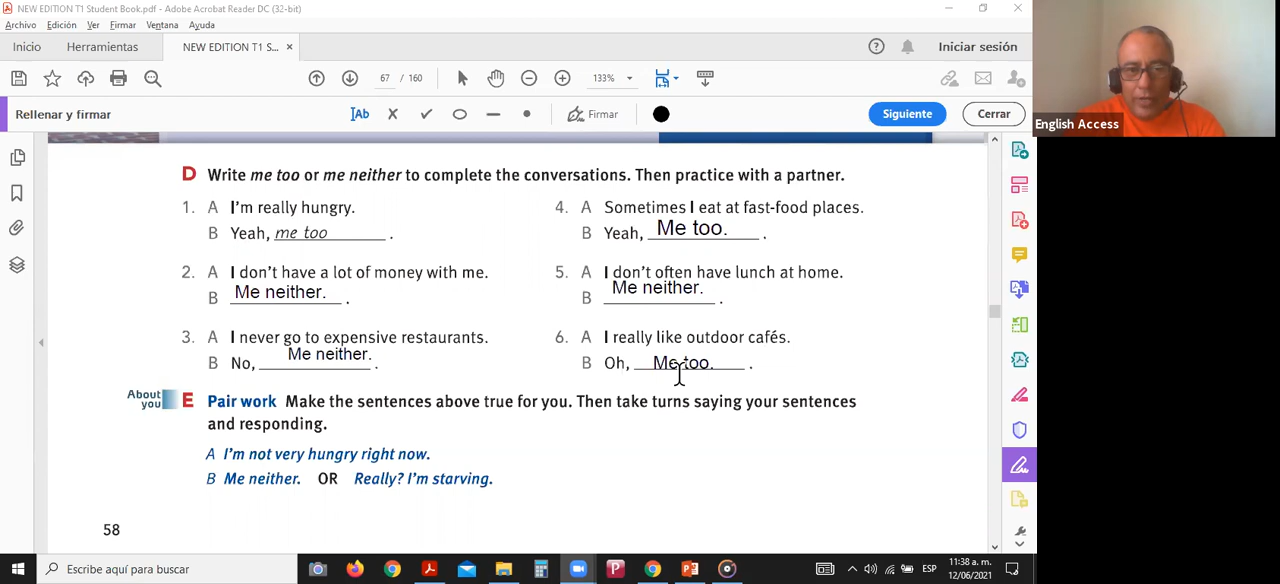 NEW EDITION T1 Student Book.pdf - Adobe Acrobat Reader DC (32-bit)
Archivo Edición Ver Firmar Ventana Ayuda
Inicio Herramientas NEW EDITION T1 S... × Iniciar sesión
67 / 160 133%
Rellenar y firmar Ab Firmar Siguiente Cerrar
English Access
D Write me too or me neither to complete the conversations. Then practice with a partner.
1. A I'm really hungry.
B Yeah, me too.
2. A I don't have a lot of money with me.
B Me neither. .
3. A I never go to expensive restaurants.
B No, Me neither. .
4. A Sometimes I eat at fast-food places.
B Yeah, Me too. .
5. A I don't often have lunch at home.
B Me neither. .
6. A I really like outdoor cafés.
B Oh, Me too. .
About you E Pair work Make the sentences above true for you. Then take turns saying your sentences
and responding.
A I'm not very hungry right now.
B Me neither. OR Really? I'm starving.
58
Escribe aquí para buscar
ESP
11:38 a. m.
12/06/2021